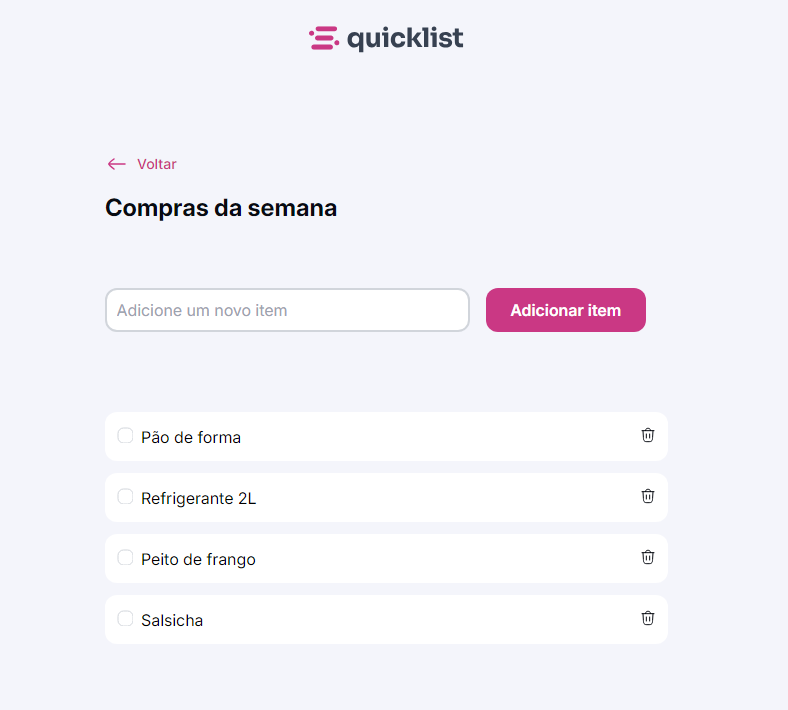 quicklist
Voltar
Compras da semana
Adicione um novo item
Adicionar item
Pão de forma
Refrigerante 2L
Peito de frango
Salsicha